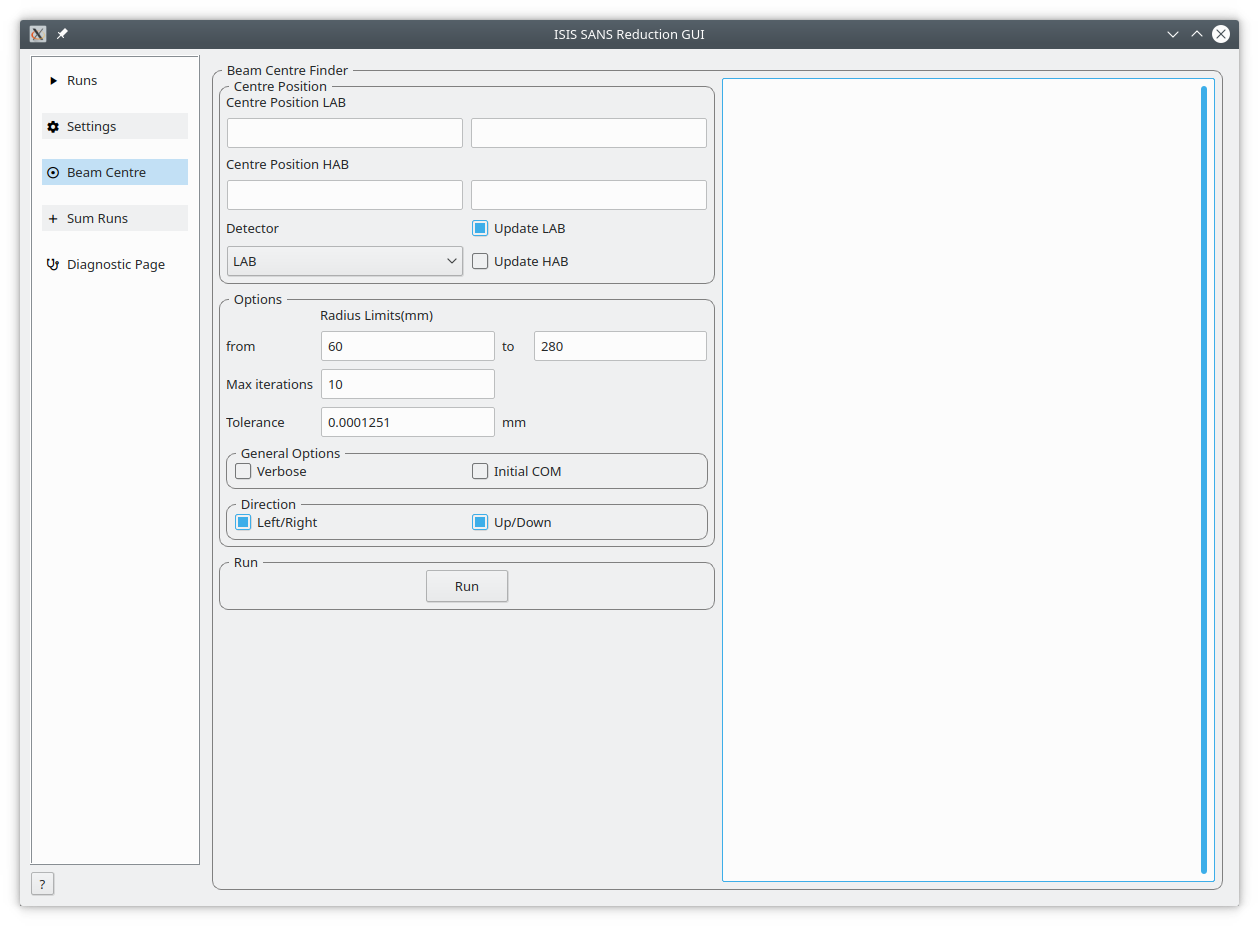 ISIS SANS Reduction GUI
Runs
Settings
Beam Centre
Sum Runs
Diagnostic Page
?
Beam Centre Finder
Centre Position
Centre Position LAB
Centre Position HAB
Detector
Update LAB
LAB
Update HAB
Options
Radius Limits(mm)
from 60 to 280
Max iterations 10
Tolerance 0.0001251 mm
General Options
Verbose
Initial COM
Direction
Left/Right
Up/Down
Run
Run